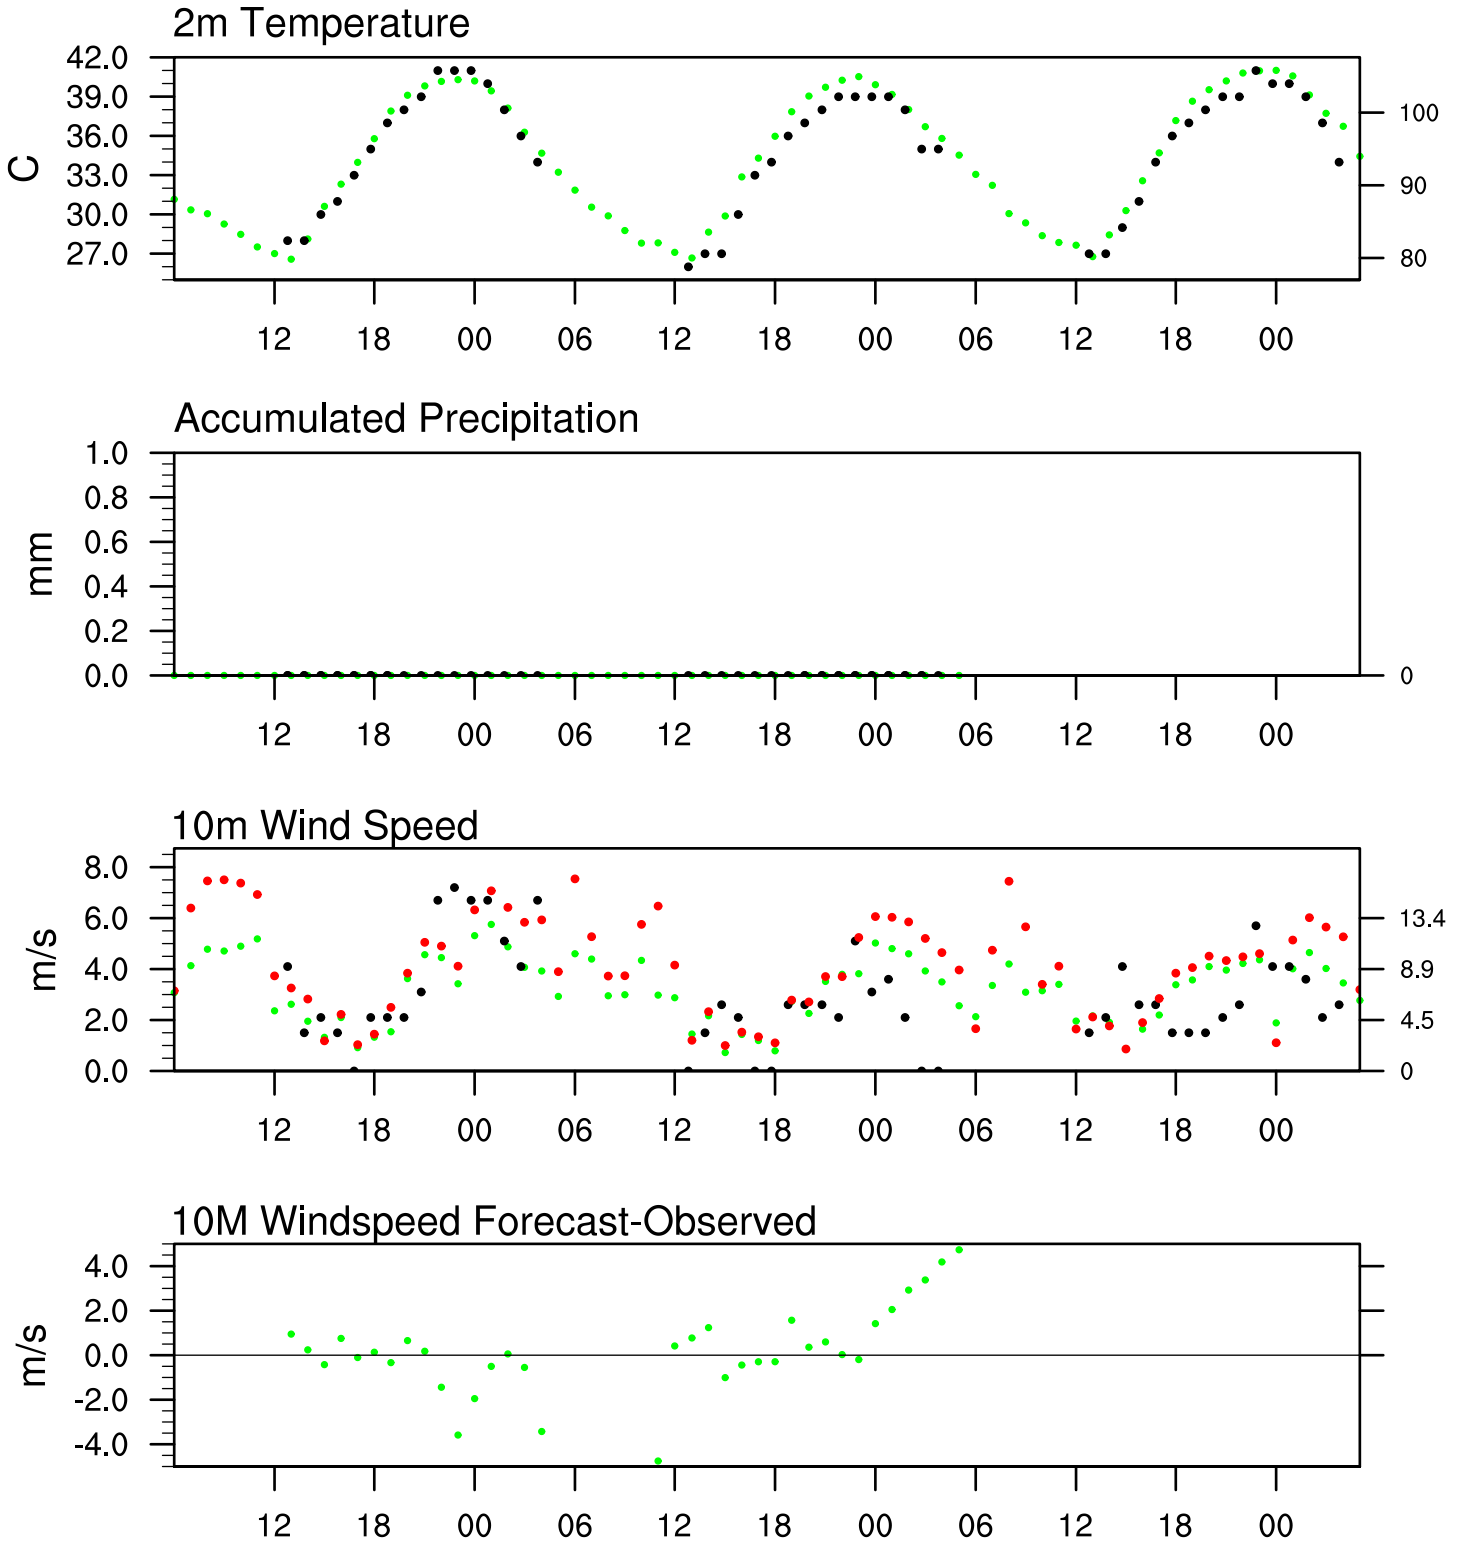 2m Temperature
42.0
39.0
36.0
33.0
30.0
27.0
C
100
90
80
12 18 00 06 12 18 00 06 12 18 00
Accumulated Precipitation
1.0
0.8
0.6
0.4
0.2
0.0
mm
0
12 18 00 06 12 18 00 06 12 18 00
10m Wind Speed
8.0
6.0
4.0
2.0
0.0
m/s
13.4
8.9
4.5
0
12 18 00 06 12 18 00 06 12 18 00
10M Windspeed Forecast-Observed
4.0
2.0
0.0
-2.0
-4.0
m/s
12 18 00 06 12 18 00 06 12 18 00